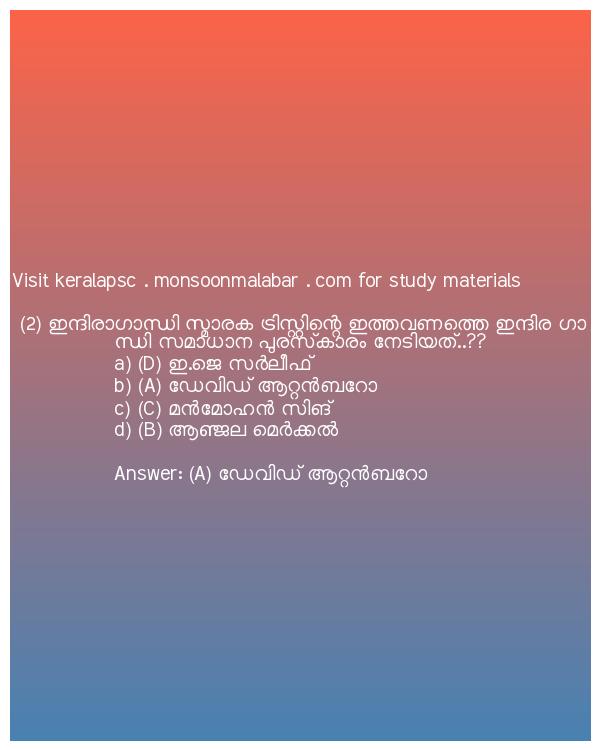 Visit keralapsc . monsoonmalabar . com for study materials
(2) ഇന്ദിരാഗാന്ധി സ്മാരക ട്രിസ്റ്റിന്റെ ഇത്തവണത്തെ ഇന്ദിര ഗാ
ന്ധി സമാധാന പുരസ്കാരം നേടിയത്..??
a) (D) ഇ.ജെ സർലീഫ്
b) (A) ഡേവിഡ് ആറ്റൻബറോ
c) (C) മൻമോഹൻ സിങ്
d) (B) ആഞ്ജല മെർക്കൽ
Answer: (A) ഡേവിഡ് ആറ്റൻബറോ